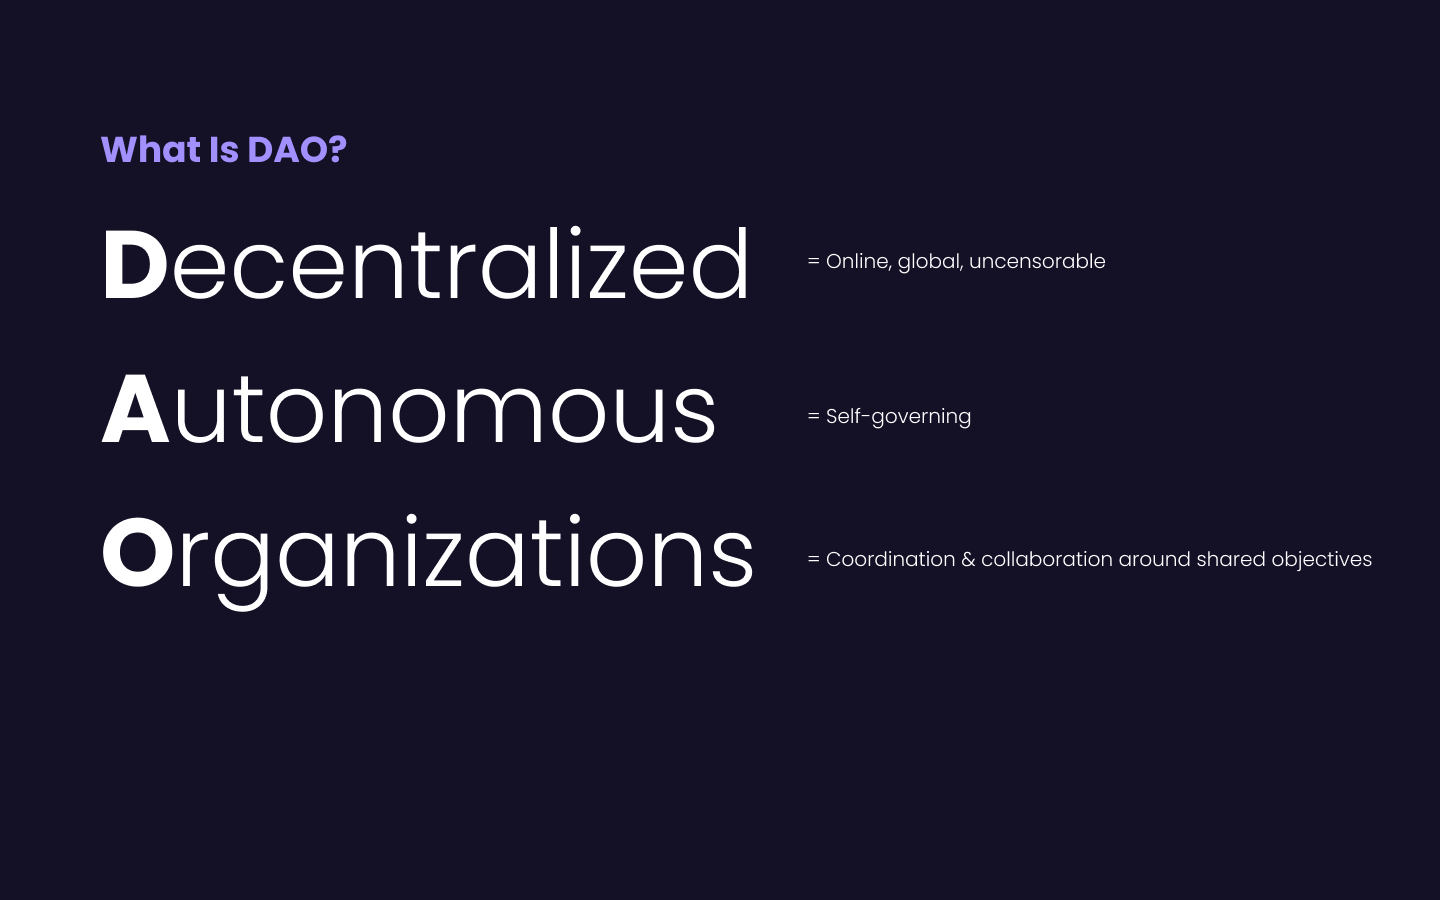 What Is DAO?
Decentralized = Online, global, uncensorable
Autonomous = Self-governing
Organizations = Coordination & collaboration around shared objectives